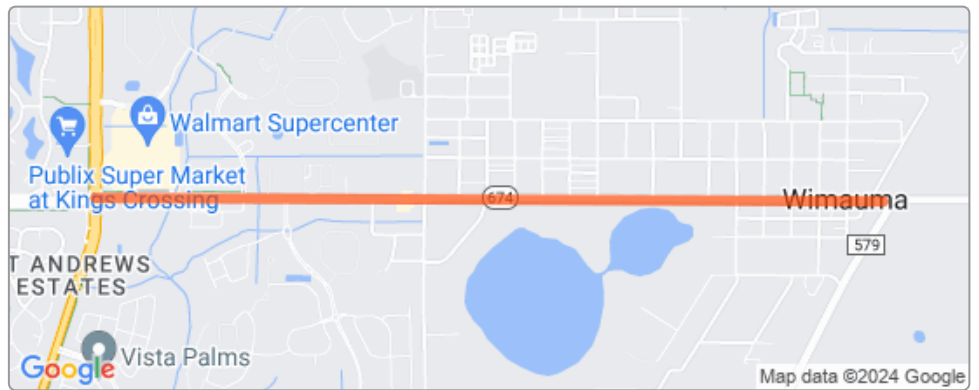 Walmart Supercenter
Publix Super Market
at Kings Crossing
674
Wimauma
579
T ANDREWS
ESTATES
Vista Palms
Google
Map data ©2024 Google